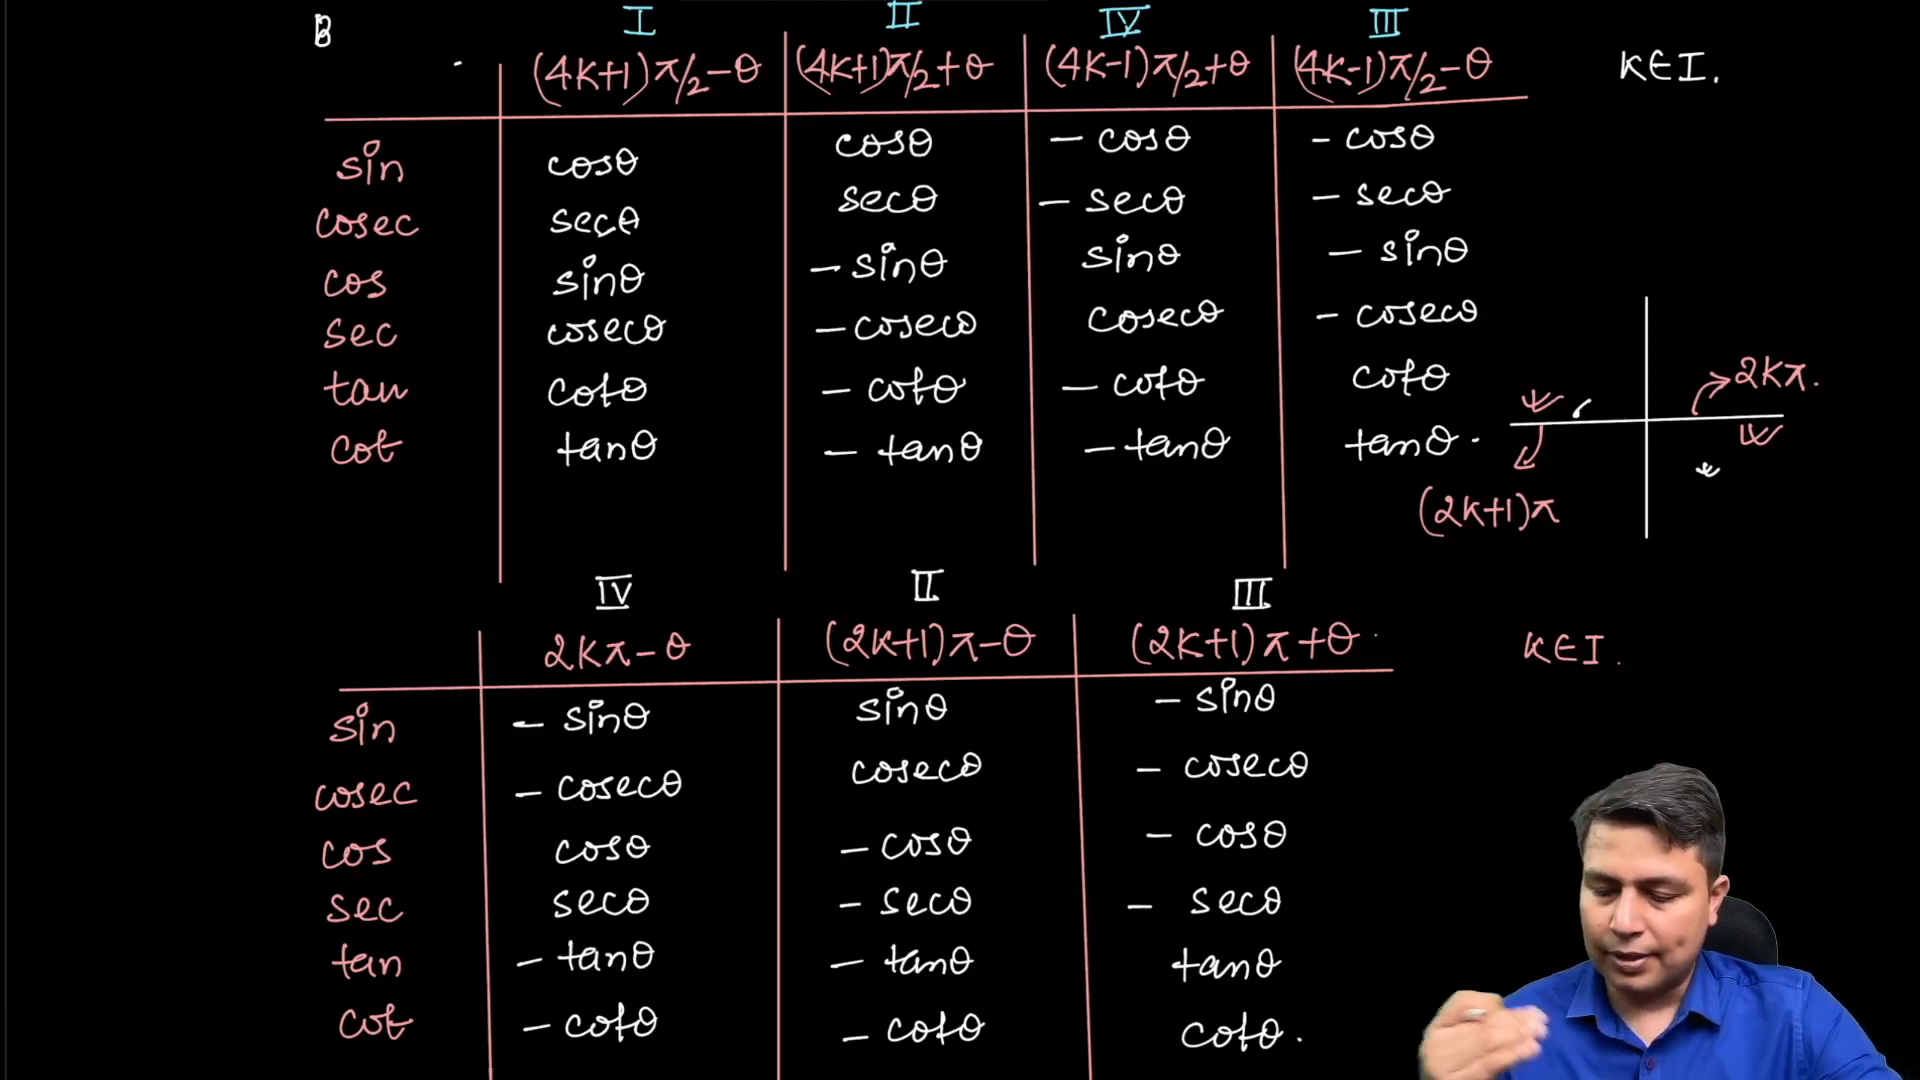 B
I II IV III
(4K+1)π/2-θ (4K+1)π/2+θ (4K-1)π/2+θ (4K-1)π/2-θ K∈I.
sin cosθ cosθ - cosθ - cosθ
cosec secθ secθ - secθ - secθ
cos sinθ - sinθ sinθ - sinθ
sec cosecθ - cosecθ cosecθ - cosecθ
tan cotθ - cotθ - cotθ cotθ
cot tanθ - tanθ - tanθ tanθ.
2Kπ.
(2K+1)π
IV II III
2Kπ-θ (2K+1)π-θ (2K+1)π+θ K∈I.
sin - sinθ sinθ - sinθ
cosec - cosecθ cosecθ - cosecθ
cos cosθ - cosθ - cosθ
sec secθ - secθ - secθ
tan - tanθ - tanθ tanθ
cot - cotθ - cotθ cotθ.